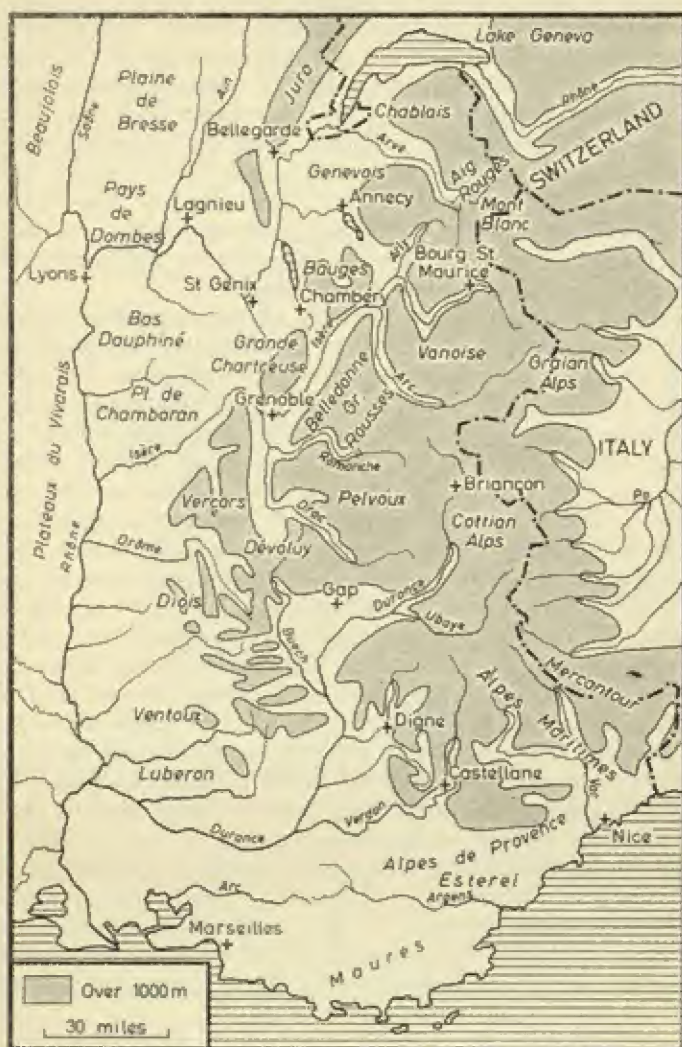 Lake Geneva
Beaujolais
Saône
Plaine
de
Bresse
Ain
Jura
Rhône
Chablais
Bellegarde
SWITZERLAND
Arve
Genevois
Annecy
Aig
Rouges
Mont
Blanc
Pays
de
Dombes
Lagnieu
Lyons
St Genix
Bauges
Arly
Bourg St
Maurice
Chambery
Bas
Dauphiné
Grande
Chartreuse
Isère
Vanoise
Graian
Alps
Arc
Belledonne
Gr.
Rousses
Pl. de
Chambaran
Grenoble
ITALY
Isère
Romanche
Briançon
Po
Plateaux du Vivarais
Rhône
Vercors
Pelvoux
Cottian
Alps
Drac
Drôme
Dévoluy
Diois
Gap
Durance
Ubaye
Buech
Mercantour
Alpes
Maritimes
Ventoux
Digne
Luberon
Castellane
Var
Durance
Verdon
Nice
Alpes de Provence
Esterel
Arc
Argens
Marseilles
Maures
Over 1000m
30 miles